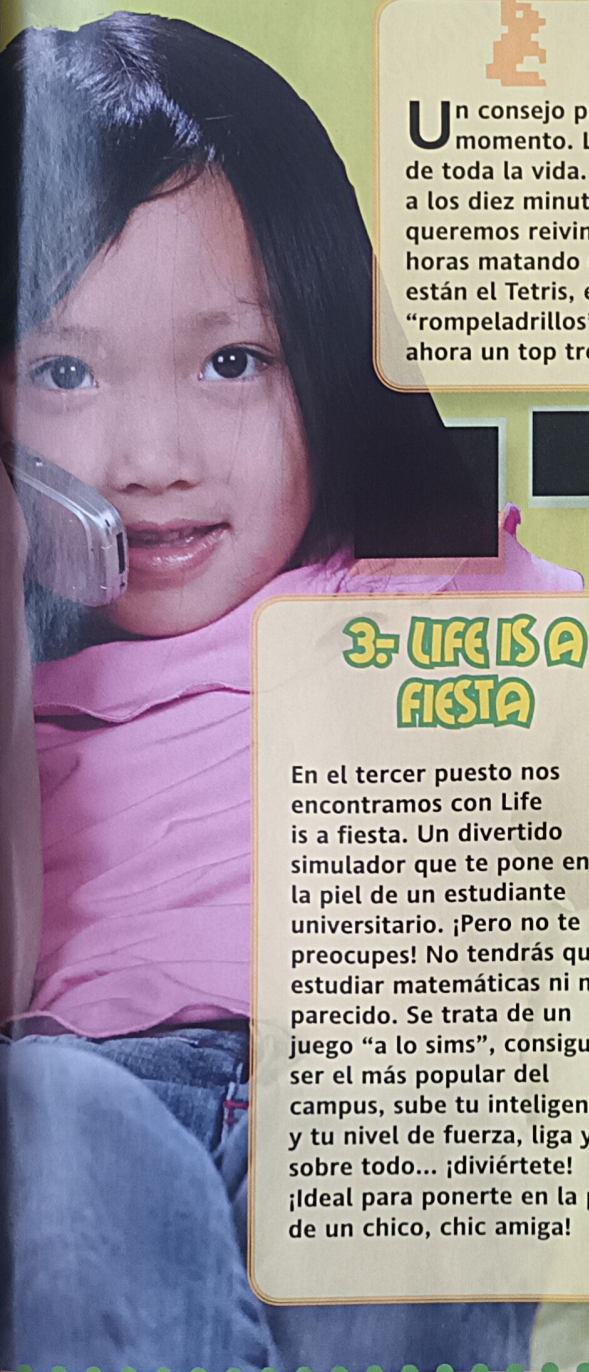 Un consejo p
momento. L
de toda la vida.
a los diez minut
queremos reivin
horas matando
están el Tetris, e
“rompeladrillos”
ahora un top tre
3.- LIFE IS A
FIESTA
En el tercer puesto nos
encontramos con Life
is a fiesta. Un divertido
simulador que te pone en
la piel de un estudiante
universitario. ¡Pero no te
preocupes! No tendrás qu
estudiar matemáticas ni n
parecido. Se trata de un
juego “a lo sims”, consigu
ser el más popular del
campus, sube tu inteligen
y tu nivel de fuerza, liga y
sobre todo... ¡diviértete!
¡Ideal para ponerte en la p
de un chico, chic amiga!